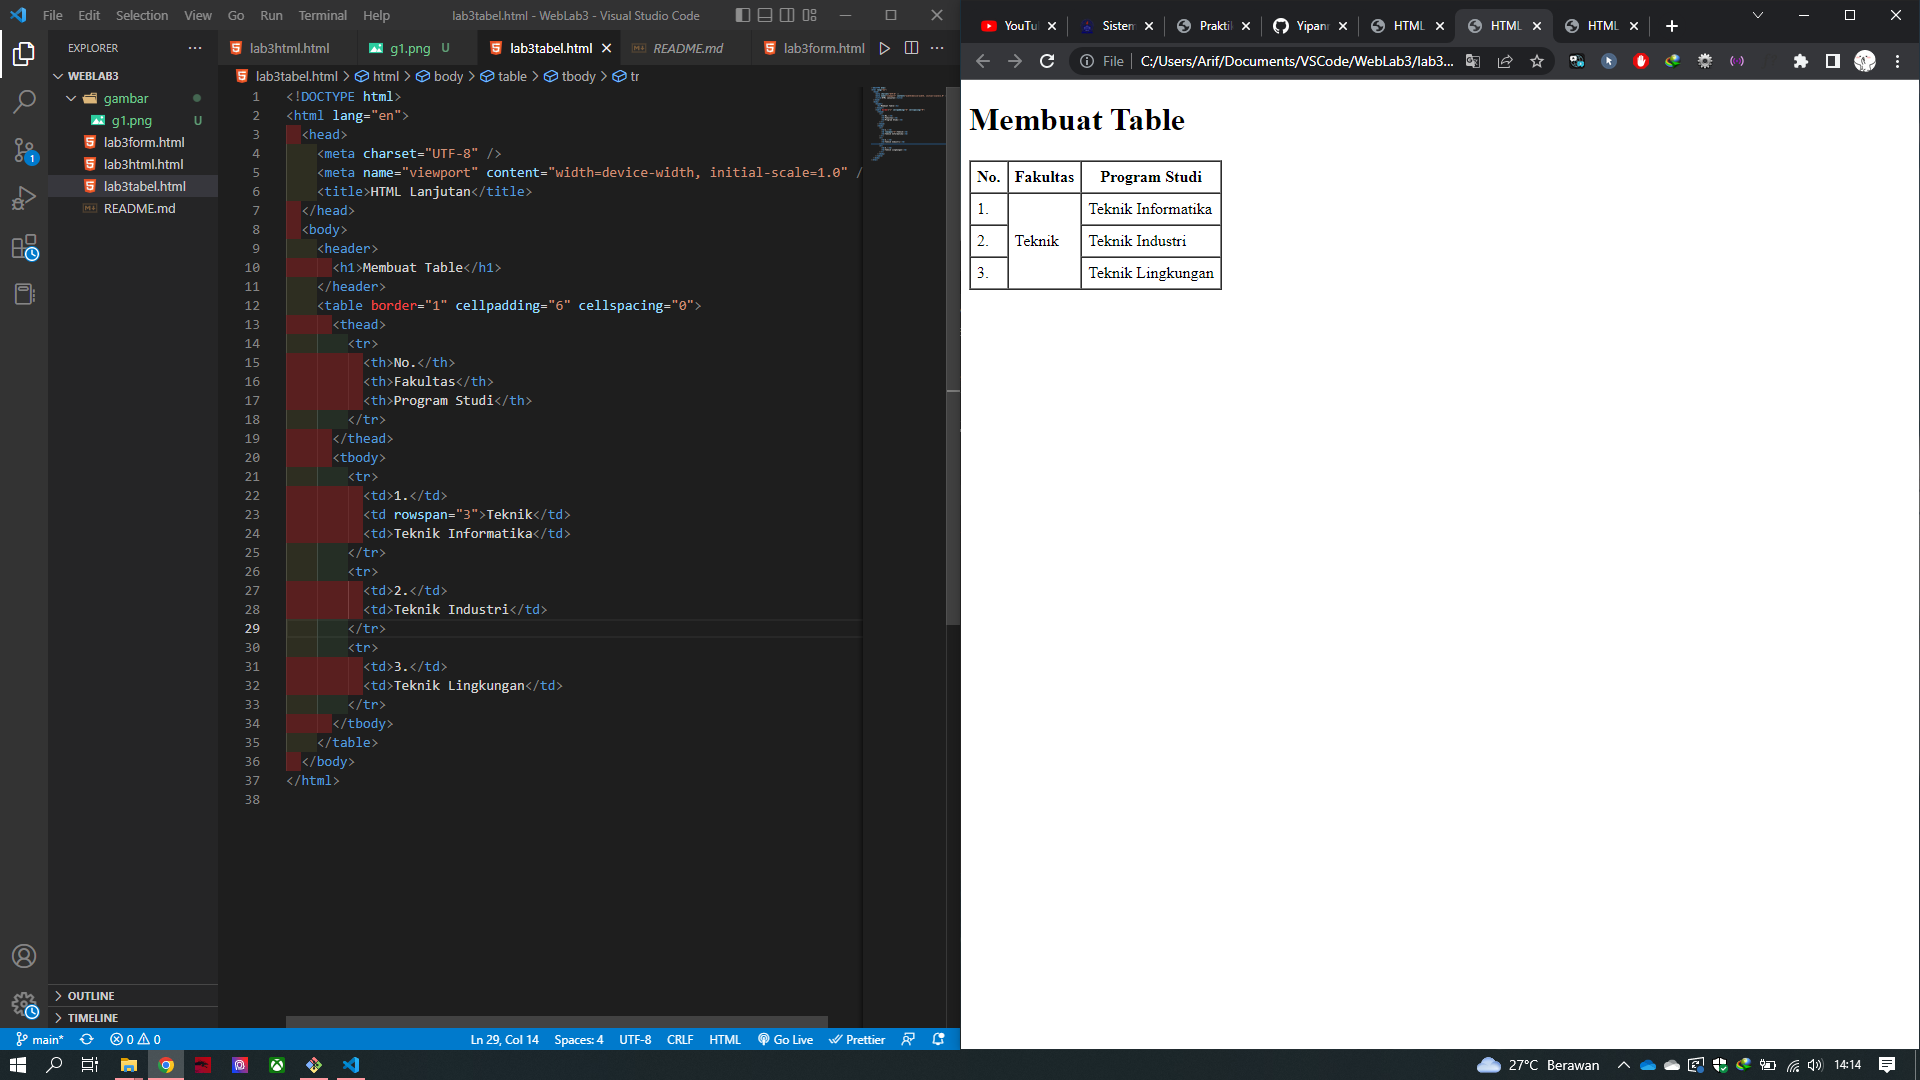 File Edit Selection View Go Run Terminal Help
lab3tabel.html - WebLab3 - Visual Studio Code
EXPLORER
WEBLAB3
gambar
g1.png U
lab3form.html
lab3html.html
lab3tabel.html
README.md
OUTLINE
TIMELINE
lab3html.html g1.png U lab3tabel.html README.md lab3form.html
lab3tabel.html > html > body > table > tbody > tr
1 <!DOCTYPE html>
2 <html lang="en">
3 <head>
4 <meta charset="UTF-8" />
5 <meta name="viewport" content="width=device-width, initial-scale=1.0" /
6 <title>HTML Lanjutan</title>
7 </head>
8 <body>
9 <header>
10 <h1>Membuat Table</h1>
11 </header>
12 <table border="1" cellpadding="6" cellspacing="0">
13 <thead>
14 <tr>
15 <th>No.</th>
16 <th>Fakultas</th>
17 <th>Program Studi</th>
18 </tr>
19 </thead>
20 <tbody>
21 <tr>
22 <td>1.</td>
23 <td rowspan="3">Teknik</td>
24 <td>Teknik Informatika</td>
25 </tr>
26 <tr>
27 <td>2.</td>
28 <td>Teknik Industri</td>
29 </tr>
30 <tr>
31 <td>3.</td>
32 <td>Teknik Lingkungan</td>
33 </tr>
34 </tbody>
35 </table>
36 </body>
37 </html>
38
1
main* 0 0 Ln 29, Col 14 Spaces: 4 UTF-8 CRLF HTML Go Live Prettier
YouTu Sistem Prakti Yipan HTML HTML HTML
File C:/Users/Arif/Documents/VSCode/WebLab3/lab3...
Membuat Table
No. Fakultas Program Studi
1. Teknik Teknik Informatika
2. Teknik Industri
3. Teknik Lingkungan
27°C Berawan 14:14